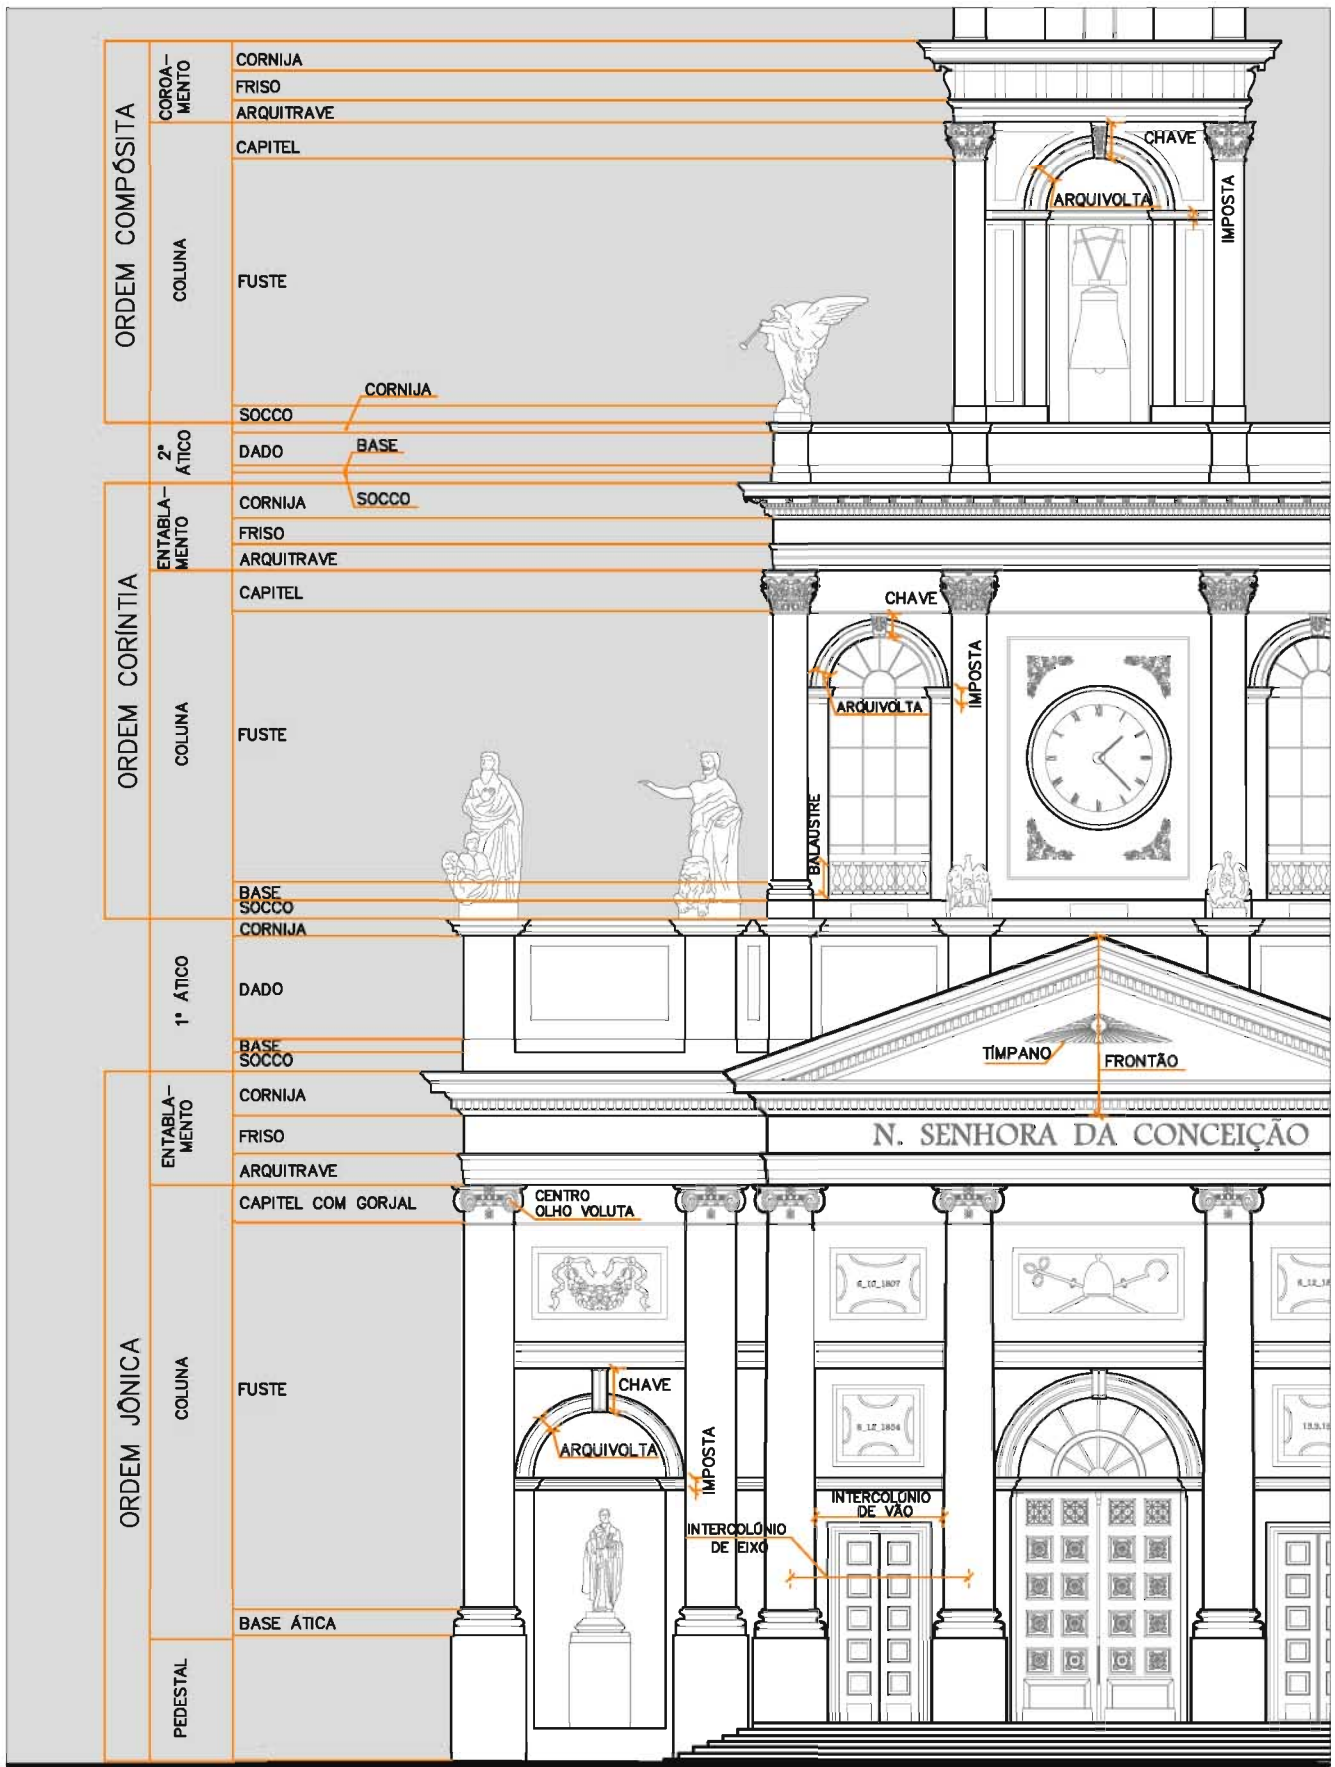 ORDEM COMPÓSITA
COROA-
MENTO
CORNIJA
FRISO
ARQUITRAVE
COLUNA
CAPITEL
FUSTE
SOCCO
CHAVE
ARQUIVOLTA
IMPOSTA
2º
ÁTICO
CORNIJA
DADO
BASE
SOCCO
ORDEM CORÍNTIA
ENTABLA-
MENTO
CORNIJA
FRISO
ARQUITRAVE
COLUNA
CAPITEL
FUSTE
BASE
SOCCO
CHAVE
IMPOSTA
ARQUIVOLTA
BALAUSTRE
1º ÁTICO
CORNIJA
DADO
BASE
SOCCO
TÍMPANO
FRONTÃO
ORDEM JÔNICA
ENTABLA-
MENTO
CORNIJA
FRISO
ARQUITRAVE
N. SENHORA DA CONCEIÇÃO
COLUNA
CAPITEL COM GORJAL
CENTRO
OLHO VOLUTA
FUSTE
CHAVE
ARQUIVOLTA
IMPOSTA
INTERCOLÚNIO
DE VÃO
INTERCOLÚNIO
DE EIXO
BASE ÁTICA
PEDESTAL